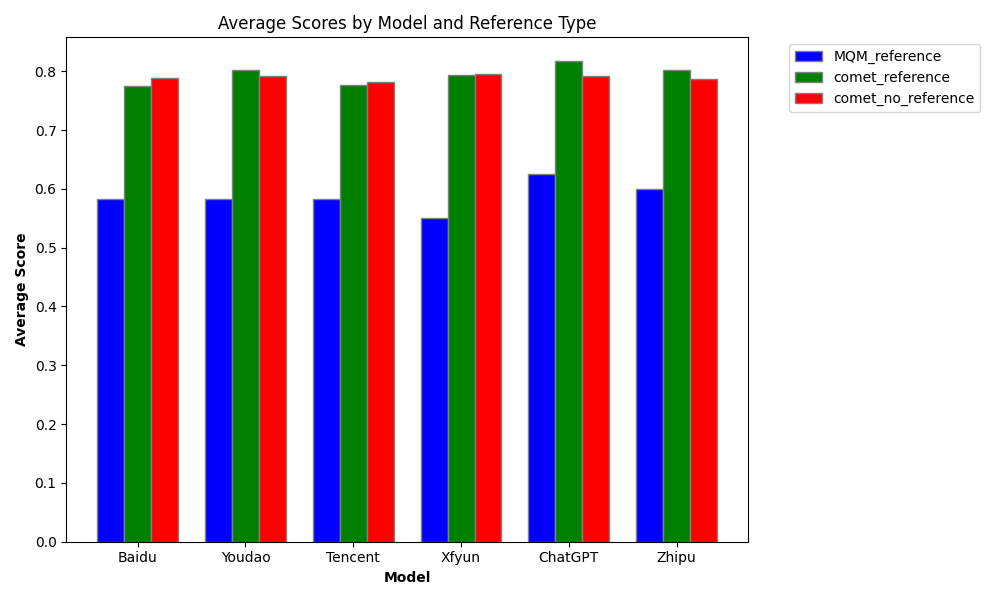 Average Scores by Model and Reference Type
MQM_reference
comet_reference
comet_no_reference
Average Score
0.8
0.7
0.6
0.5
0.4
0.3
0.2
0.1
0.0
Baidu
Youdao
Tencent
Xfyun
ChatGPT
Zhipu
Model